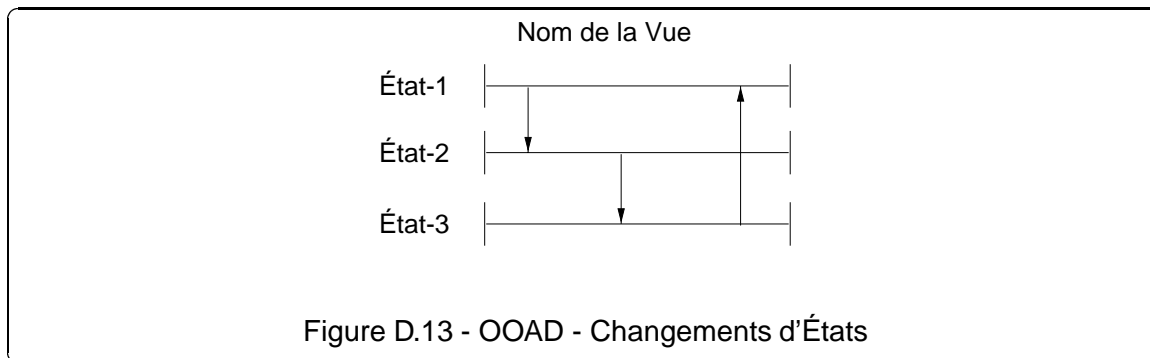 Nom de la Vue
État-1
État-2
État-3
Figure D.13 - OOAD - Changements d'États